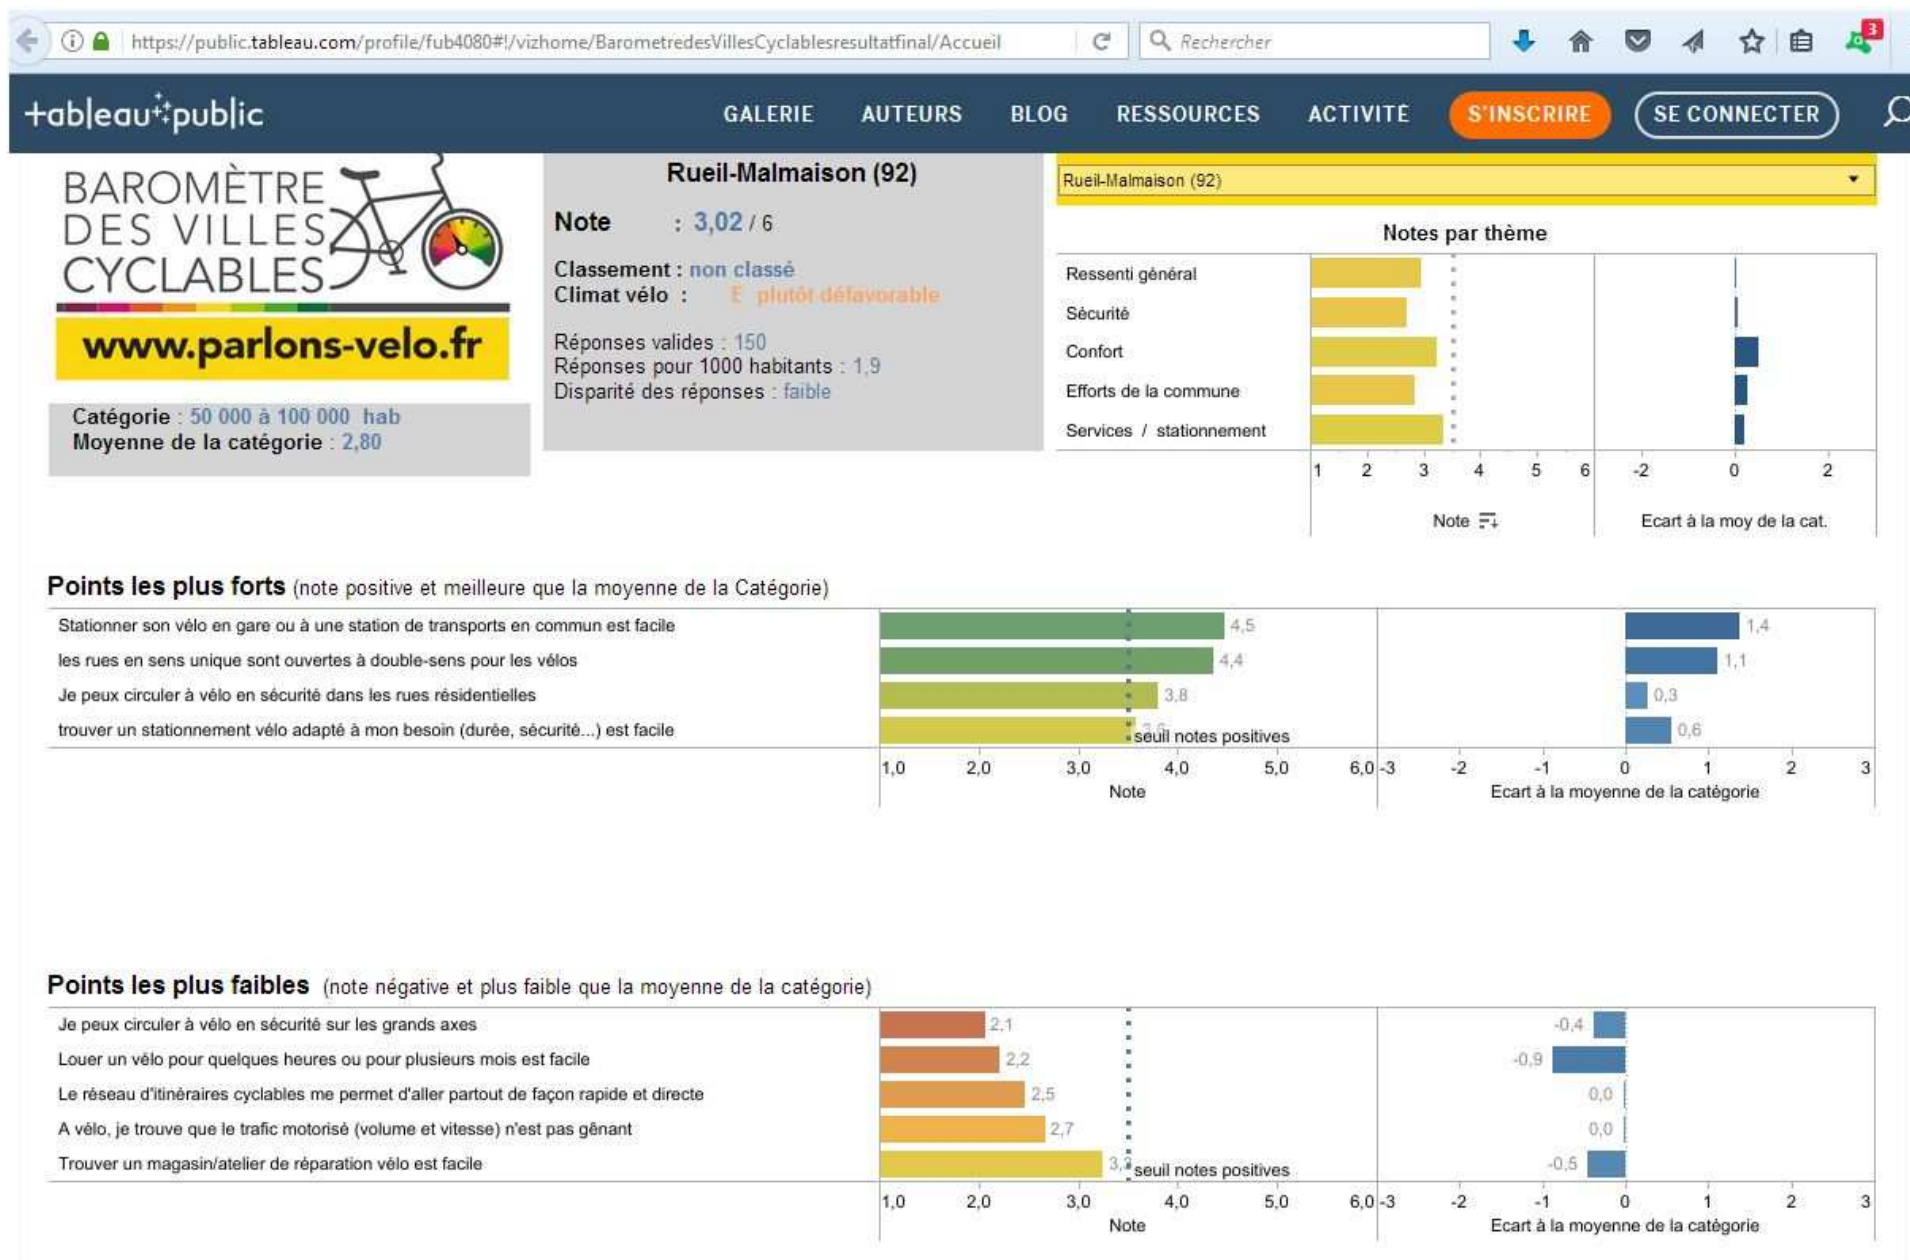 https://public.tableau.com/profile/fub4080#!/vizhome/BarometredesVillesCyclablesresultatfinal/Accueil
Rechercher
3
+ableau public
GALERIE AUTEURS BLOG RESSOURCES ACTIVITÉ S'INSCRIRE SE CONNECTER
BAROMÈTRE
DES VILLES
CYCLABLES
www.parlons-velo.fr
Catégorie : 50 000 à 100 000 hab
Moyenne de la catégorie : 2,80
Rueil-Malmaison (92)
Note : 3,02 / 6
Classement : non classé
Climat vélo : E plutôt défavorable
Réponses valides : 150
Réponses pour 1000 habitants : 1,9
Disparité des réponses : faible
Rueil-Malmaison (92)
Notes par thème
Ressenti général
Sécurité
Confort
Efforts de la commune
Services / stationnement
1 2 3 4 5 6 -2 0 2
Note Ecart à la moy de la cat.
Points les plus forts (note positive et meilleure que la moyenne de la Catégorie)
Stationner son vélo en gare ou à une station de transports en commun est facile 4,5 1,4
les rues en sens unique sont ouvertes à double-sens pour les vélos 4,4 1,1
Je peux circuler à vélo en sécurité dans les rues résidentielles 3,8 0,3
trouver un stationnement vélo adapté à mon besoin (durée, sécurité...) est facile seuil notes positives 0,6
1,0 2,0 3,0 4,0 5,0 6,0 -3 -2 -1 0 1 2 3
Note Ecart à la moyenne de la catégorie
Points les plus faibles (note négative et plus faible que la moyenne de la catégorie)
Je peux circuler à vélo en sécurité sur les grands axes 2,1 -0,4
Louer un vélo pour quelques heures ou pour plusieurs mois est facile 2,2 -0,9
Le réseau d'itinéraires cyclables me permet d'aller partout de façon rapide et directe 2,5 0,0
A vélo, je trouve que le trafic motorisé (volume et vitesse) n'est pas gênant 2,7 0,0
Trouver un magasin/atelier de réparation vélo est facile seuil notes positives -0,5
1,0 2,0 3,0 4,0 5,0 6,0 -3 -2 -1 0 1 2 3
Note Ecart à la moyenne de la catégorie